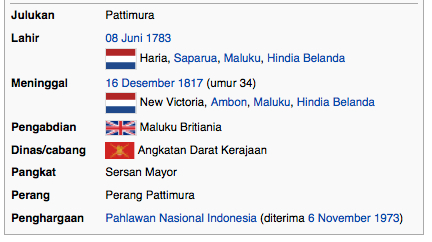 Julukan Pattimura
Lahir 08 Juni 1783
Haria, Saparua, Maluku, Hindia Belanda
Meninggal 16 Desember 1817 (umur 34)
New Victoria, Ambon, Maluku, Hindia Belanda
Pengabdian Maluku Britiania
Dinas/cabang Angkatan Darat Kerajaan
Pangkat Sersan Mayor
Perang Perang Pattimura
Penghargaan Pahlawan Nasional Indonesia (diterima 6 November 1973)